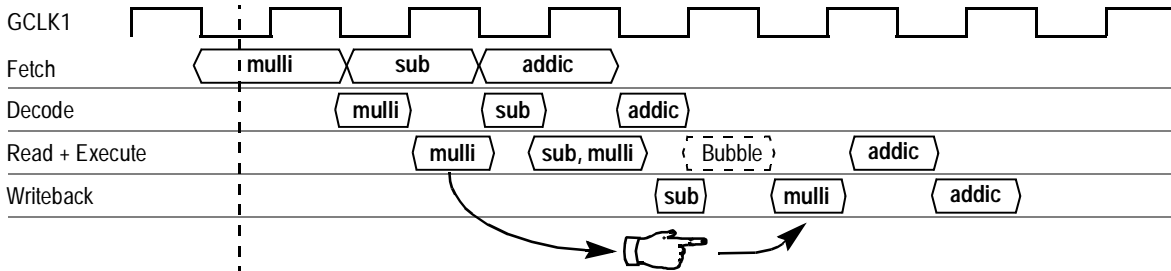 GCLK1
Fetch mulli sub addic
Decode mulli sub addic
Read + Execute mulli sub, mulli Bubble addic
Writeback sub mulli addic